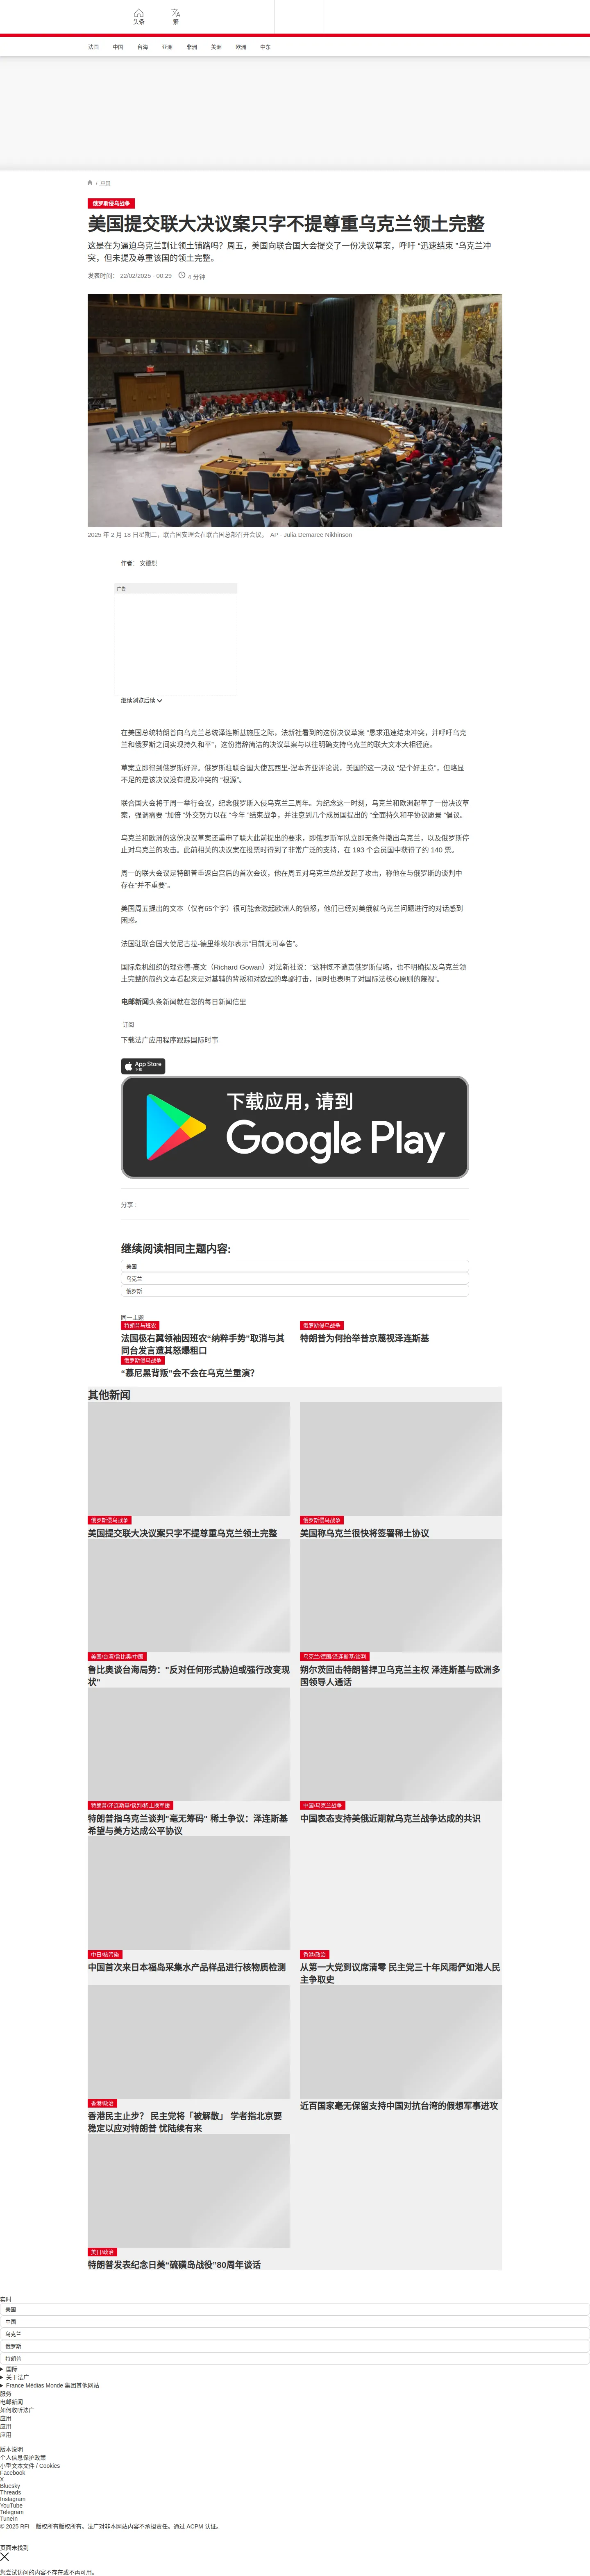 头条
繁
法国
中国
台海
亚洲
非洲
美洲
欧洲
中东
/ 中国
俄罗斯侵乌战争
美国提交联大决议案只字不提尊重乌克兰领土完整
这是在为逼迫乌克兰割让领土铺路吗？周五，美国向联合国大会提交了一份决议草案，呼吁 “迅速结束 ”乌克兰冲
突，但未提及尊重该国的领土完整。
发表时间： 22/02/2025 - 00:29
4 分钟
2025 年 2 月 18 日星期二，联合国安理会在联合国总部召开会议。 AP - Julia Demaree Nikhinson
作者： 安德烈
广告
继续浏览后续
在美国总统特朗普向乌克兰总统泽连斯基施压之际，法新社看到的这份决议草案 “恳求迅速结束冲突，并呼吁乌克
兰和俄罗斯之间实现持久和平”，这份措辞简洁的决议草案与以往明确支持乌克兰的联大文本大相径庭。
草案立即得到俄罗斯好评。俄罗斯驻联合国大使瓦西里-涅本齐亚评论说，美国的这一决议 “是个好主意”，但略显
不足的是该决议没有提及冲突的 “根源”。
联合国大会将于周一举行会议，纪念俄罗斯入侵乌克兰三周年。为纪念这一时刻，乌克兰和欧洲起草了一份决议草
案，强调需要 “加倍 ”外交努力以在 “今年 ”结束战争，并注意到几个成员国提出的 “全面持久和平协议愿景 ”倡议。
乌克兰和欧洲的这份决议草案还重申了联大此前提出的要求，即俄罗斯军队立即无条件撤出乌克兰，以及俄罗斯停
止对乌克兰的攻击。此前相关的决议案在投票时得到了非常广泛的支持，在 193 个会员国中获得了约 140 票。
周一的联大会议是特朗普重返白宫后的首次会议，他在周五对乌克兰总统发起了攻击，称他在与俄罗斯的谈判中
存在“并不重要”。
美国周五提出的文本（仅有65个字）很可能会激起欧洲人的愤怒，他们已经对美俄就乌克兰问题进行的对话感到
困惑。
法国驻联合国大使尼古拉-德里维埃尔表示“目前无可奉告”。
国际危机组织的理查德-高文（Richard Gowan）对法新社说：“这种既不谴责俄罗斯侵略，也不明确提及乌克兰领
土完整的简约文本看起来是对基辅的背叛和对欧盟的卑鄙打击，同时也表明了对国际法核心原则的蔑视”。
电邮新闻头条新闻就在您的每日新闻信里
订阅
下载法广应用程序跟踪国际时事
App Store
下载
下载应用，请到
Google Play
分享 :
继续阅读相同主题内容:
美国
乌克兰
俄罗斯
同一主题
特朗普与班农
法国极右翼领袖因班农“纳粹手势”取消与其
同台发言遭其怒爆粗口
俄罗斯侵乌战争
特朗普为何抬举普京蔑视泽连斯基
俄罗斯侵乌战争
“慕尼黑背叛”会不会在乌克兰重演？
其他新闻
俄罗斯侵乌战争
美国提交联大决议案只字不提尊重乌克兰领土完整
俄罗斯侵乌战争
美国称乌克兰很快将签署稀土协议
美国/台湾/鲁比奥/中国
鲁比奥谈台海局势：“反对任何形式胁迫或强行改变现
状”
乌克兰/德国/泽连斯基/谈判
朔尔茨回击特朗普捍卫乌克兰主权 泽连斯基与欧洲多
国领导人通话
特朗普/泽连斯基/谈判/稀土换军援
特朗普指乌克兰谈判“毫无筹码” 稀土争议：泽连斯基
希望与美方达成公平协议
中国/乌克兰战争
中国表态支持美俄近期就乌克兰战争达成的共识
中日/核污染
中国首次来日本福岛采集水产品样品进行核物质检测
香港/政治
从第一大党到议席清零 民主党三十年风雨俨如港人民
主争取史
香港/政治
香港民主止步？ 民主党将「被解散」 学者指北京要
稳定以应对特朗普 忧陆续有来
近百国家毫无保留支持中国对抗台湾的假想军事进攻
美日/政治
特朗普发表纪念日美“硫磺岛战役”80周年谈话
实时
美国
中国
乌克兰
俄罗斯
特朗普
国际
关于法广
France Médias Monde 集团其他网站
服务
电邮新闻
如何收听法广
应用
应用
应用
版本说明
个人信息保护政策
小型文本文件 / Cookies
Facebook
X
Bluesky
Threads
Instagram
YouTube
Telegram
TuneIn
© 2025 RFI – 版权所有版权所有。法广对非本网站内容不承担责任。通过 ACPM 认证。
页面未找到
您尝试访问的内容不存在或不再可用。